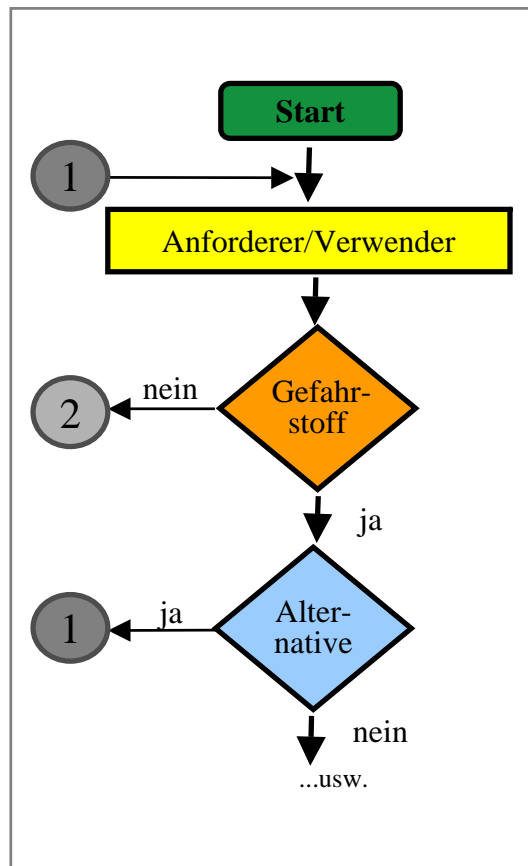 Start
1
Anforderer/Verwender
nein
2
Gefahr-
stoff
ja
1
ja
Alter-
native
nein
...usw.